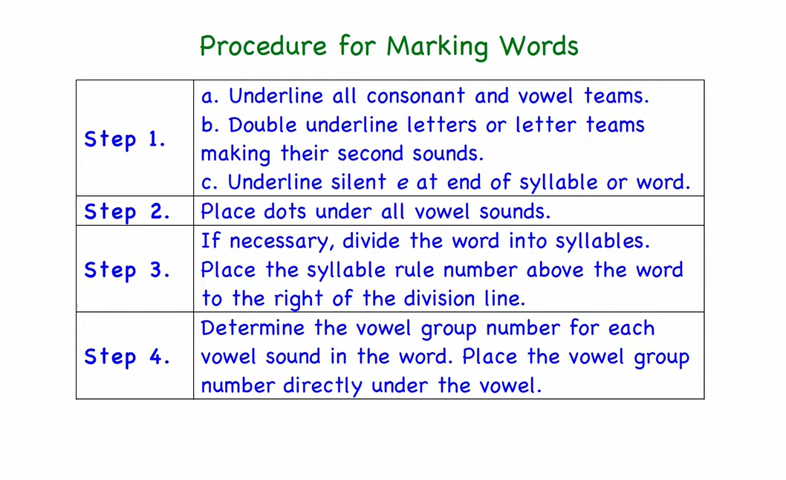 Procedure for Marking Words
Step 1.
a. Underline all consonant and vowel teams.
b. Double underline letters or letter teams
making their second sounds.
c. Underline silent e at end of syllable or word.
Step 2.
Place dots under all vowel sounds.
Step 3.
If necessary, divide the word into syllables.
Place the syllable rule number above the word
to the right of the division line.
Step 4.
Determine the vowel group number for each
vowel sound in the word. Place the vowel group
number directly under the vowel.